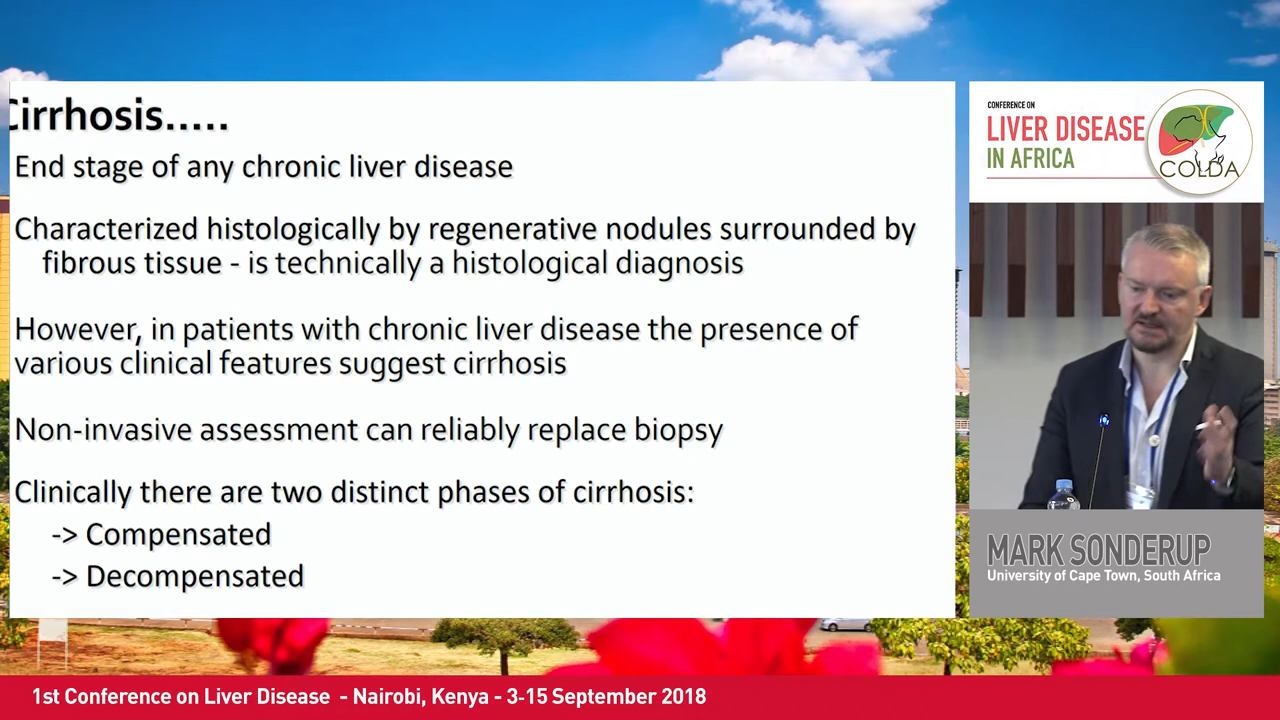 Cirrhosis.....
End stage of any chronic liver disease
Characterized histologically by regenerative nodules surrounded by
fibrous tissue - is technically a histological diagnosis
However, in patients with chronic liver disease the presence of
various clinical features suggest cirrhosis
Non-invasive assessment can reliably replace biopsy
Clinically there are two distinct phases of cirrhosis:
-> Compensated
-> Decompensated
CONFERENCE ON
LIVER DISEASE
IN AFRICA
COLDA
MARK SONDERUP
University of Cape Town, South Africa
1st Conference on Liver Disease - Nairobi, Kenya - 3-15 September 2018